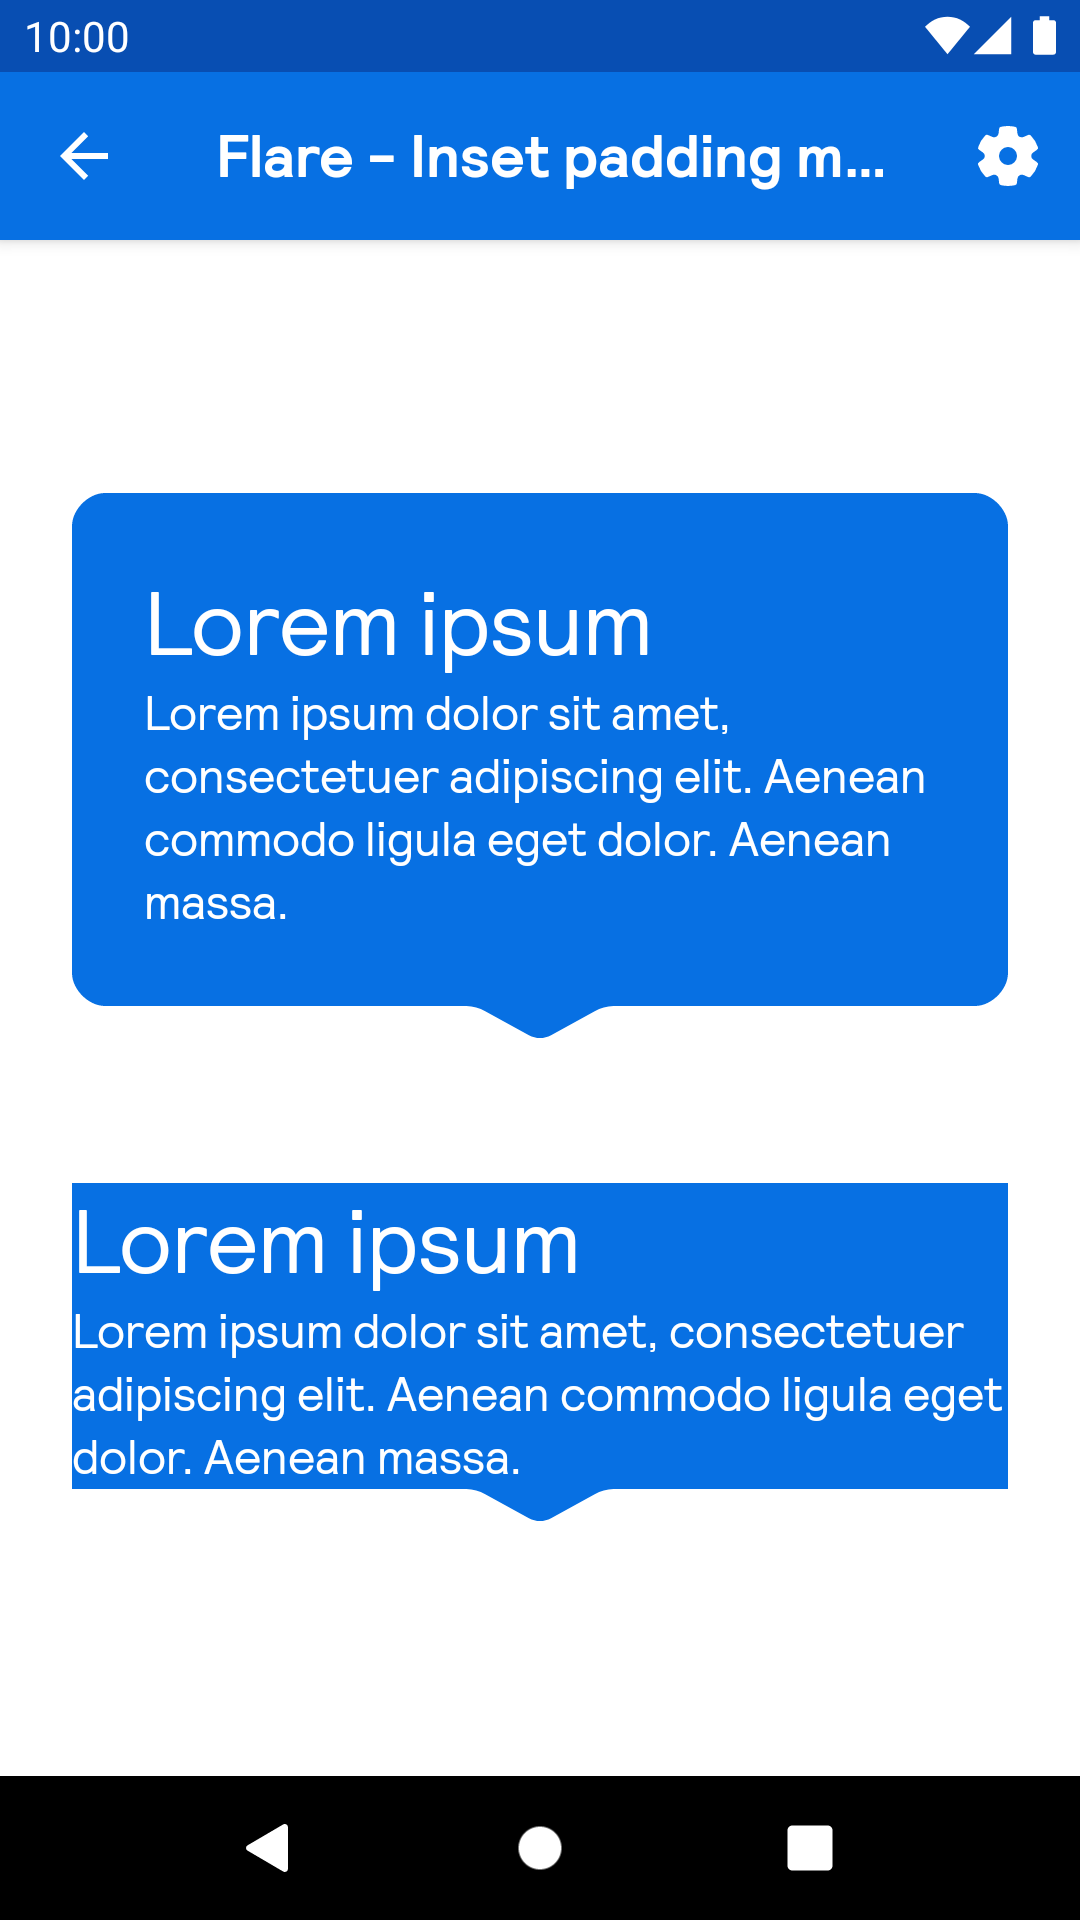 10:00
Flare - Inset padding m...
Lorem ipsum
Lorem ipsum dolor sit amet,
consectetuer adipiscing elit. Aenean
commodo ligula eget dolor. Aenean
massa.
Lorem ipsum
Lorem ipsum dolor sit amet, consectetuer
adipiscing elit. Aenean commodo ligula eget
dolor. Aenean massa.